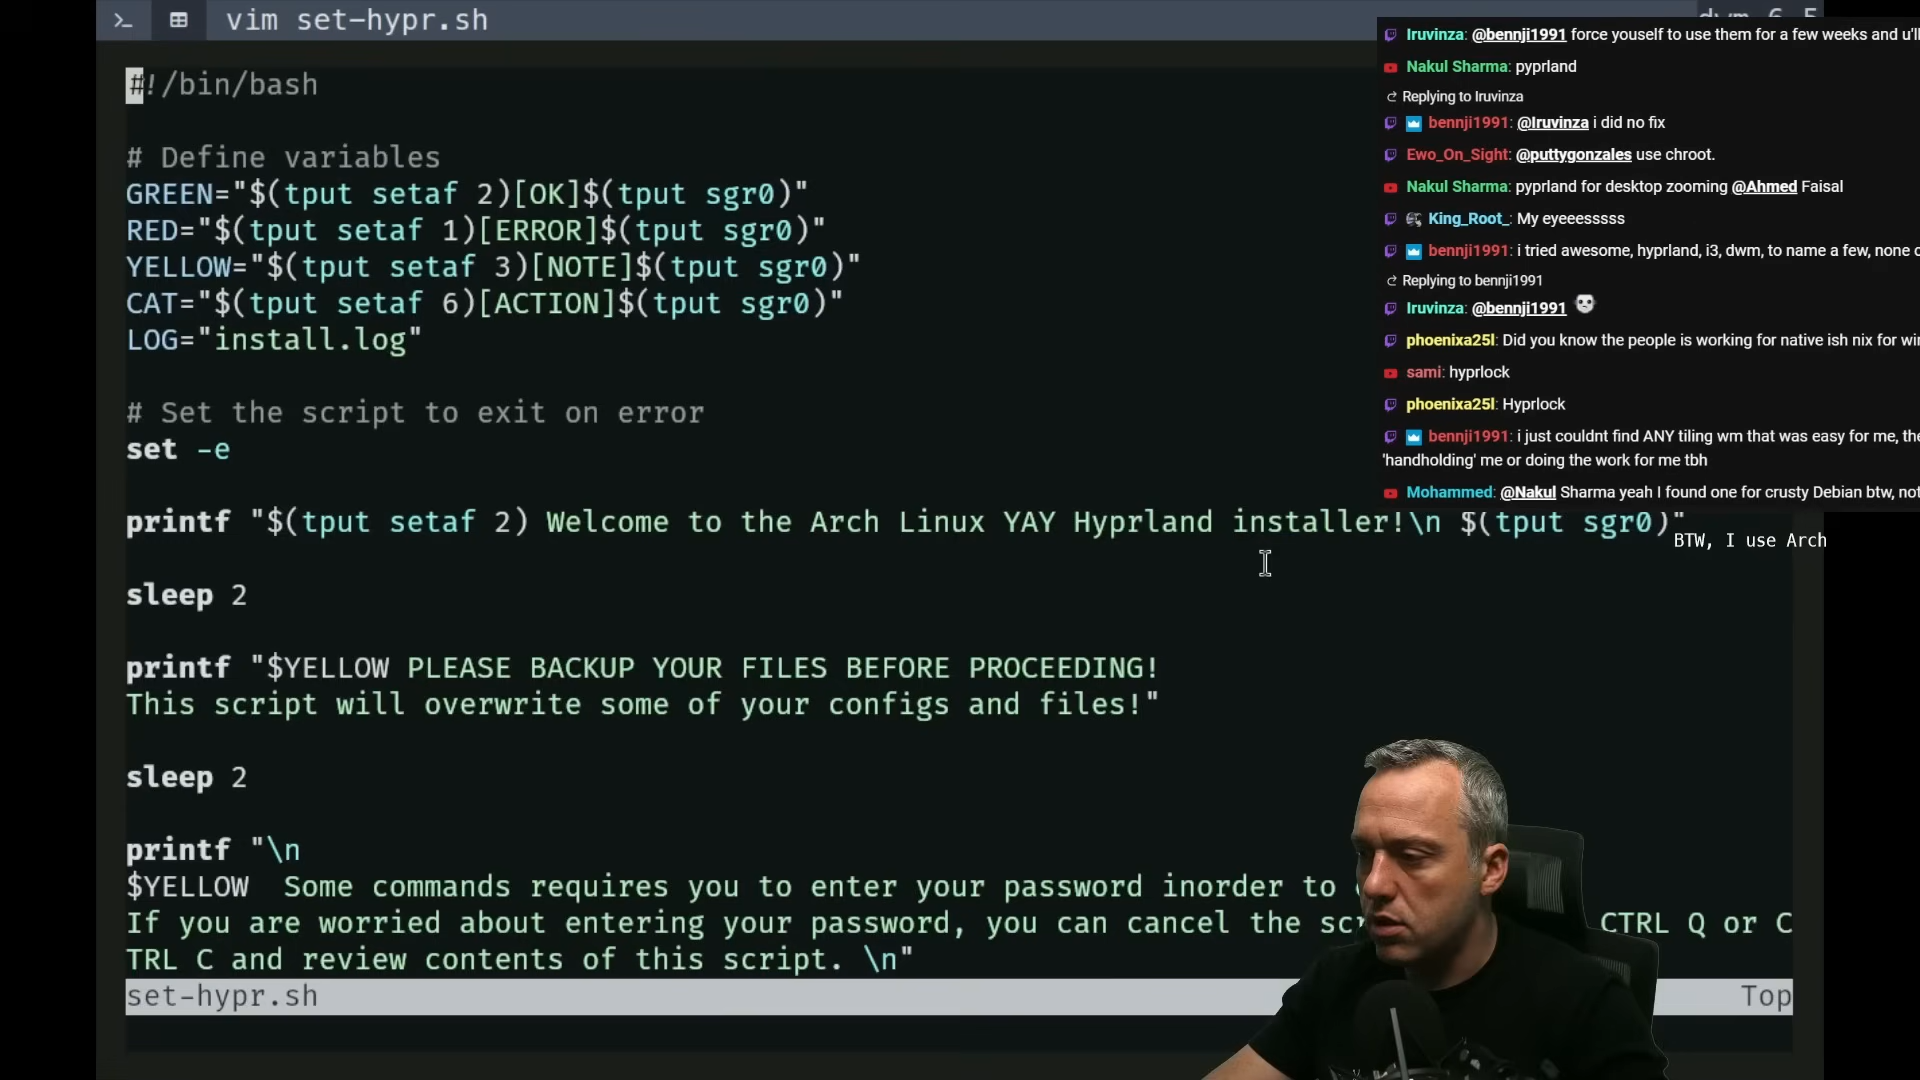 vim set-hypr.sh
#!/bin/bash
# Define variables
GREEN="$(tput setaf 2)[OK]$(tput sgr0)"
RED="$(tput setaf 1)[ERROR]$(tput sgr0)"
YELLOW="$(tput setaf 3)[NOTE]$(tput sgr0)"
CAT="$(tput setaf 6)[ACTION]$(tput sgr0)"
LOG="install.log"
# Set the script to exit on error
set -e
printf "$(tput setaf 2) Welcome to the Arch Linux YAY Hyprland installer!\n $(tput sgr0)"
sleep 2
printf "$YELLOW PLEASE BACKUP YOUR FILES BEFORE PROCEEDING!
This script will overwrite some of your configs and files!"
sleep 2
printf "\n
$YELLOW  Some commands requires you to enter your password inorder to
If you are worried about entering your password, you can cancel the scr CTRL Q or C
TRL C and review contents of this script. \n"
set-hypr.sh Top
Iruvinza: @bennji1991 force youself to use them for a few weeks and u'll
Nakul Sharma: pyprland
Replying to Iruvinza
bennji1991: @Iruvinza i did no fix
Ewo_On_Sight: @puttygonzales use chroot.
Nakul Sharma: pyprland for desktop zooming @Ahmed Faisal
King_Root_: My eyeeesssss
bennji1991: i tried awesome, hyprland, i3, dwm, to name a few, none
Replying to bennji1991
Iruvinza: @bennji1991
phoenixa25l: Did you know the people is working for native ish nix for
sami: hyprlock
phoenixa25l: Hyprlock
bennji1991: i just couldnt find ANY tiling wm that was easy for me,
'handholding' me or doing the work for me tbh
Mohammed: @Nakul Sharma yeah I found one for crusty Debian btw, not
BTW, I use Arch